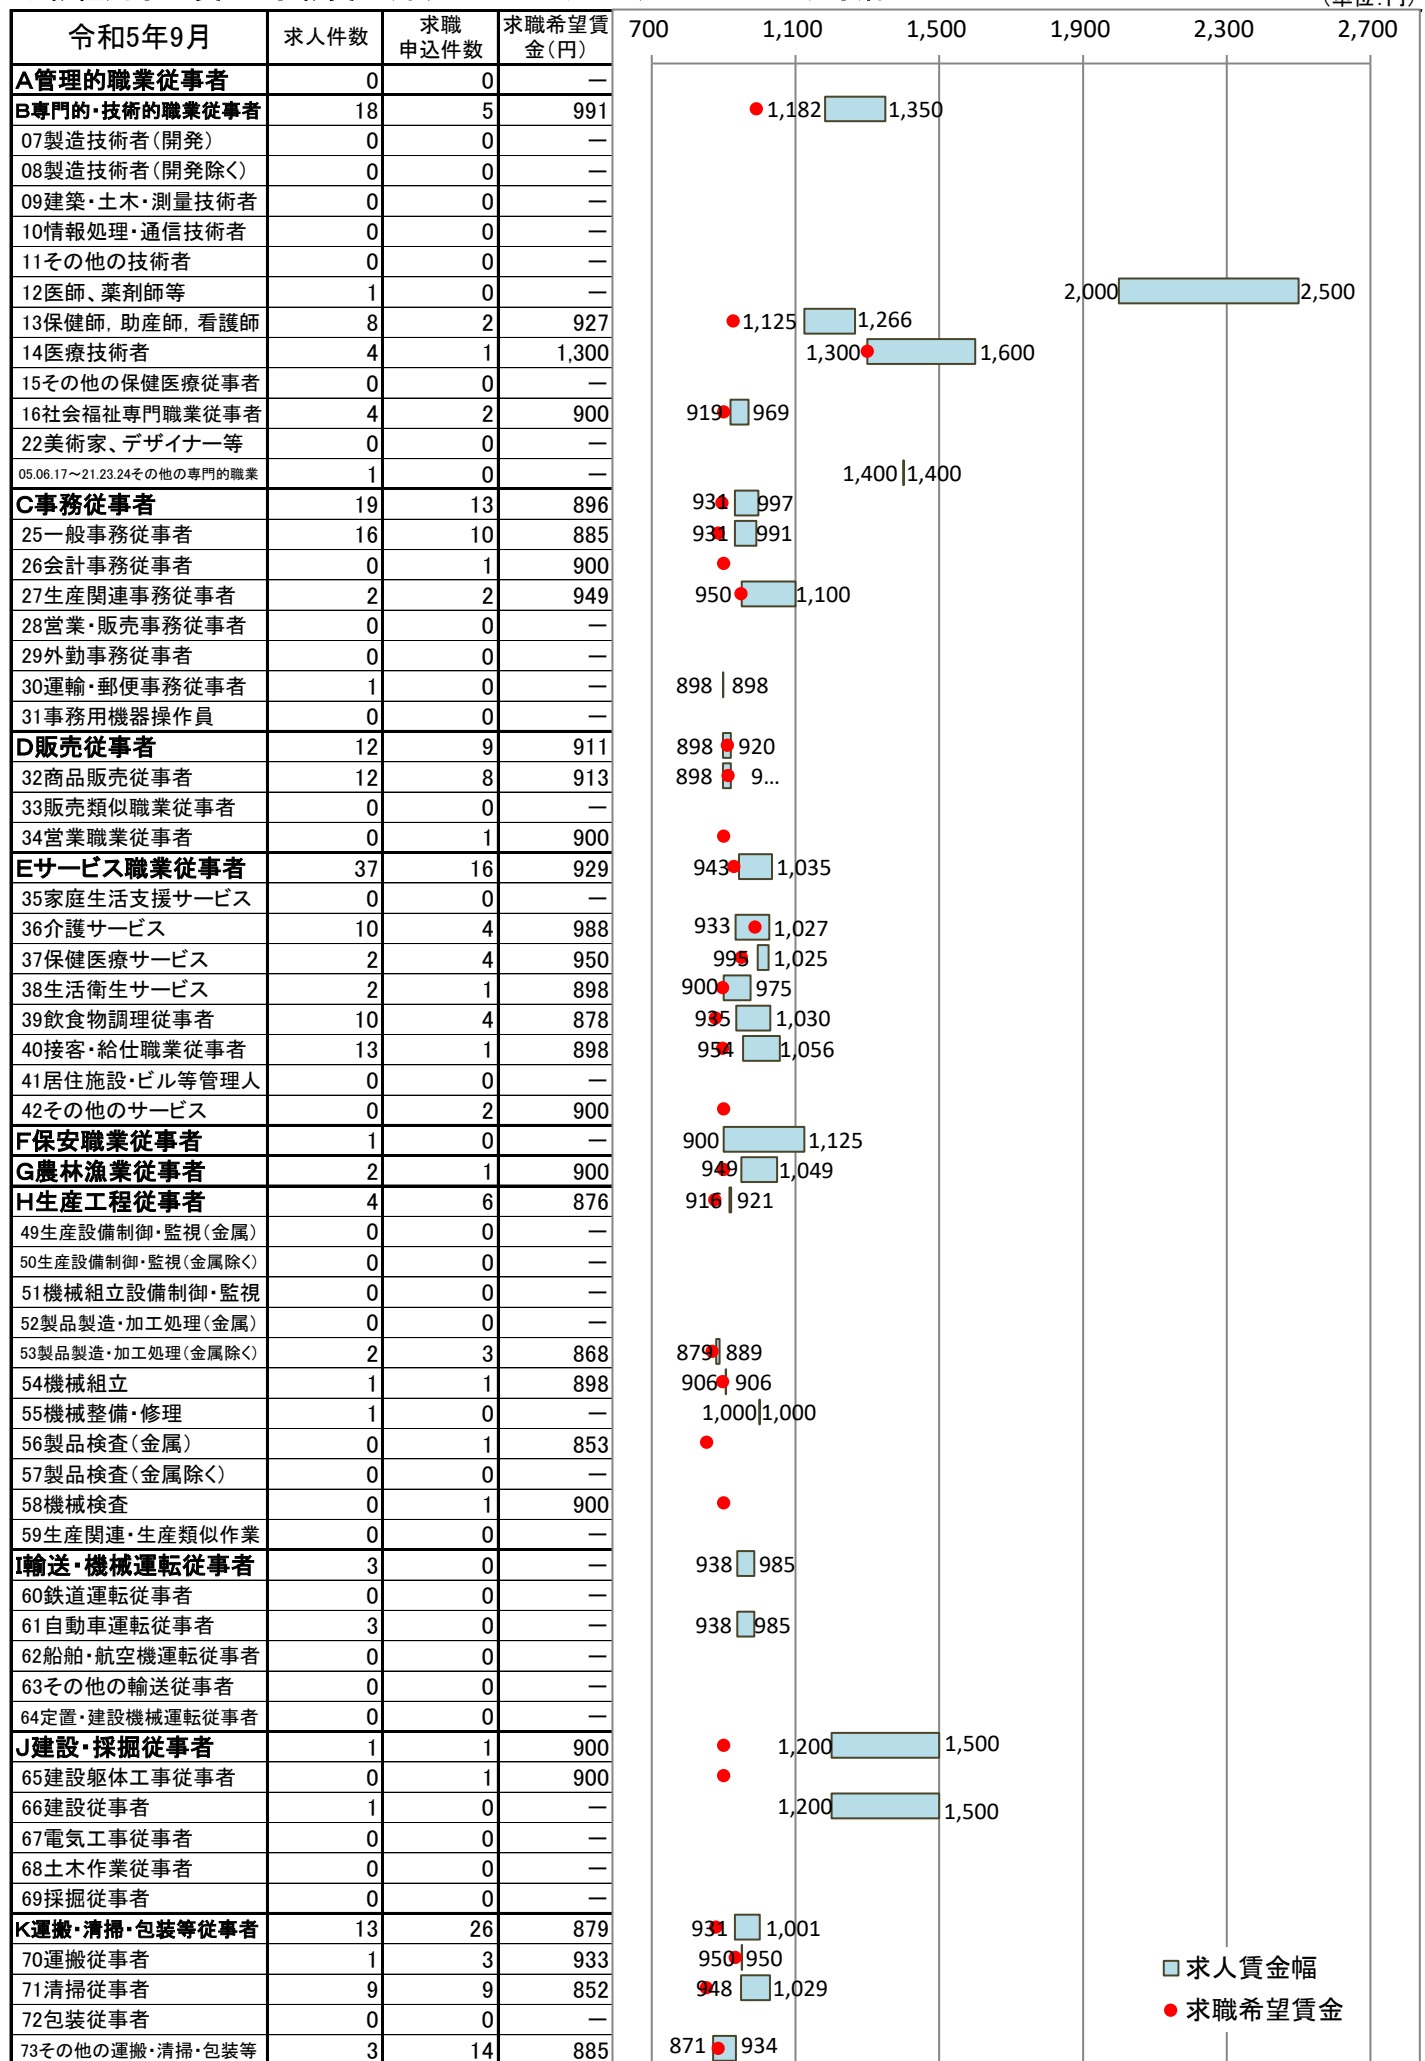 令和5年9月 求人件数 求職申込件数 求職希望賃金(円) 700 1,100 1,500 1,900 2,300 2,700
A管理的職業従事者 0 0 ―
B専門的・技術的職業従事者 18 5 991 1,182 1,350
07製造技術者(開発) 0 0 ―
08製造技術者(開発除く) 0 0 ―
09建築・土木・測量技術者 0 0 ―
10情報処理・通信技術者 0 0 ―
11その他の技術者 0 0 ―
12医師、薬剤師等 1 0 ― 2,000 2,500
13保健師,助産師,看護師 8 2 927 1,125 1,266
14医療技術者 4 1 1,300 1,300 1,600
15その他の保健医療従事者 0 0 ―
16社会福祉専門職業従事者 4 2 900 919 969
22美術家、デザイナー等 0 0 ―
05.06.17～21.23.24その他の専門的職業 1 0 ― 1,400 1,400
C事務従事者 19 13 896 931 997
25一般事務従事者 16 10 885 931 991
26会計事務従事者 0 1 900
27生産関連事務従事者 2 2 949 950 1,100
28営業・販売事務従事者 0 0 ―
29外勤事務従事者 0 0 ―
30運輸・郵便事務従事者 1 0 ― 898 898
31事務用機器操作員 0 0 ―
D販売従事者 12 9 911 898 920
32商品販売従事者 12 8 913 898 9…
33販売類似職業従事者 0 0 ―
34営業職業従事者 0 1 900
Eサービス職業従事者 37 16 929 943 1,035
35家庭生活支援サービス 0 0 ―
36介護サービス 10 4 988 933 1,027
37保健医療サービス 2 4 950 995 1,025
38生活衛生サービス 2 1 898 900 975
39飲食物調理従事者 10 4 878 935 1,030
40接客・給仕職業従事者 13 1 898 954 1,056
41居住施設・ビル等管理人 0 0 ―
42その他のサービス 0 2 900
F保安職業従事者 1 0 ― 900 1,125
G農林漁業従事者 2 1 900 949 1,049
H生産工程従事者 4 6 876 916 921
49生産設備制御・監視(金属) 0 0 ―
50生産設備制御・監視(金属除く) 0 0 ―
51機械組立設備制御・監視 0 0 ―
52製品製造・加工処理(金属) 0 0 ―
53製品製造・加工処理(金属除く) 2 3 868 879 889
54機械組立 1 1 898 906 906
55機械整備・修理 1 0 ― 1,000 1,000
56製品検査(金属) 0 1 853
57製品検査(金属除く) 0 0 ―
58機械検査 0 1 900
59生産関連・生産類似作業 0 0 ―
I輸送・機械運転従事者 3 0 ― 938 985
60鉄道運転従事者 0 0 ―
61自動車運転従事者 3 0 ― 938 985
62船舶・航空機運転従事者 0 0 ―
63その他の輸送従事者 0 0 ―
64定置・建設機械運転従事者 0 0 ―
J建設・採掘従事者 1 1 900 1,200 1,500
65建設躯体工事従事者 0 1 900
66建設従事者 1 0 ― 1,200 1,500
67電気工事従事者 0 0 ―
68土木作業従事者 0 0 ―
69採掘従事者 0 0 ―
K運搬・清掃・包装等従事者 13 26 879 931 1,001
70運搬従事者 1 3 933 950 950
71清掃従事者 9 9 852 948 1,029
72包装従事者 0 0 ―
73その他の運搬・清掃・包装等 3 14 885 871 934
求人賃金幅
求職希望賃金